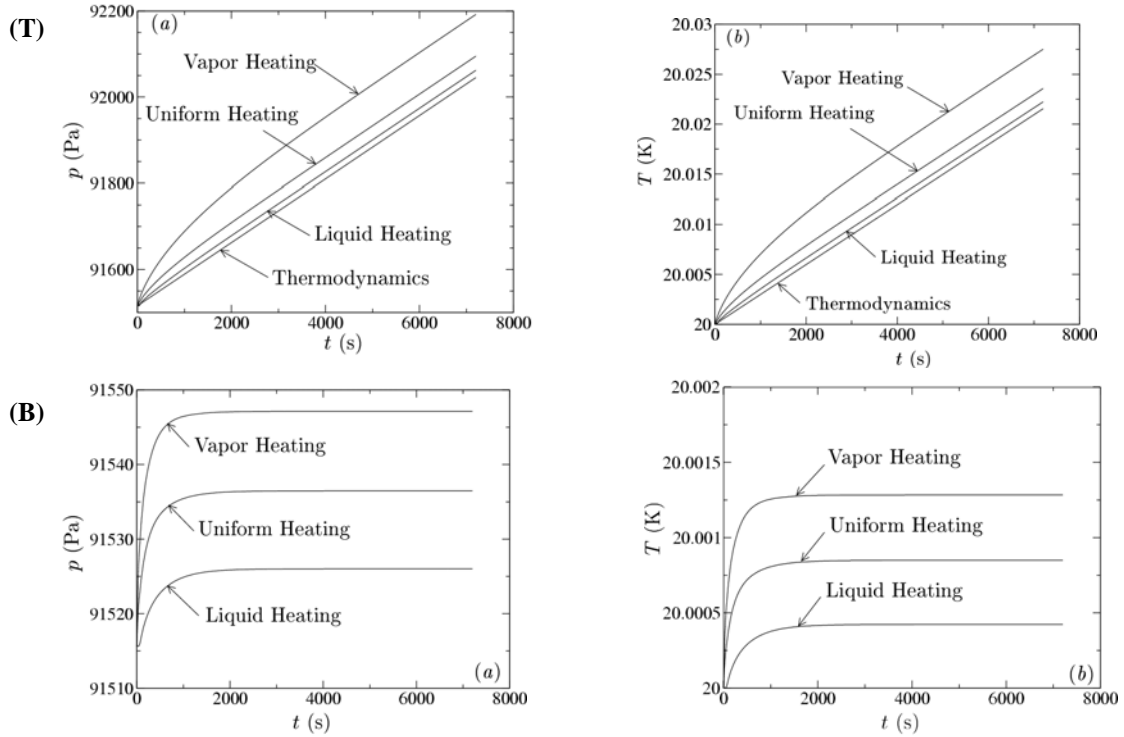 (T)
92200
92000
91800
91600
p (Pa)
(a)
Vapor Heating
Uniform Heating
Liquid Heating
Thermodynamics
0 2000 4000 6000 8000
t (s)
20.03
20.025
20.02
20.015
20.01
20.005
20
T (K)
(b)
Vapor Heating
Uniform Heating
Liquid Heating
Thermodynamics
0 2000 4000 6000 8000
t (s)
(B)
91550
91540
91530
91520
91510
p (Pa)
Vapor Heating
Uniform Heating
Liquid Heating
(a)
0 2000 4000 6000 8000
t (s)
20.002
20.0015
20.001
20.0005
20
T (K)
Vapor Heating
Uniform Heating
Liquid Heating
(b)
0 2000 4000 6000 8000
t (s)